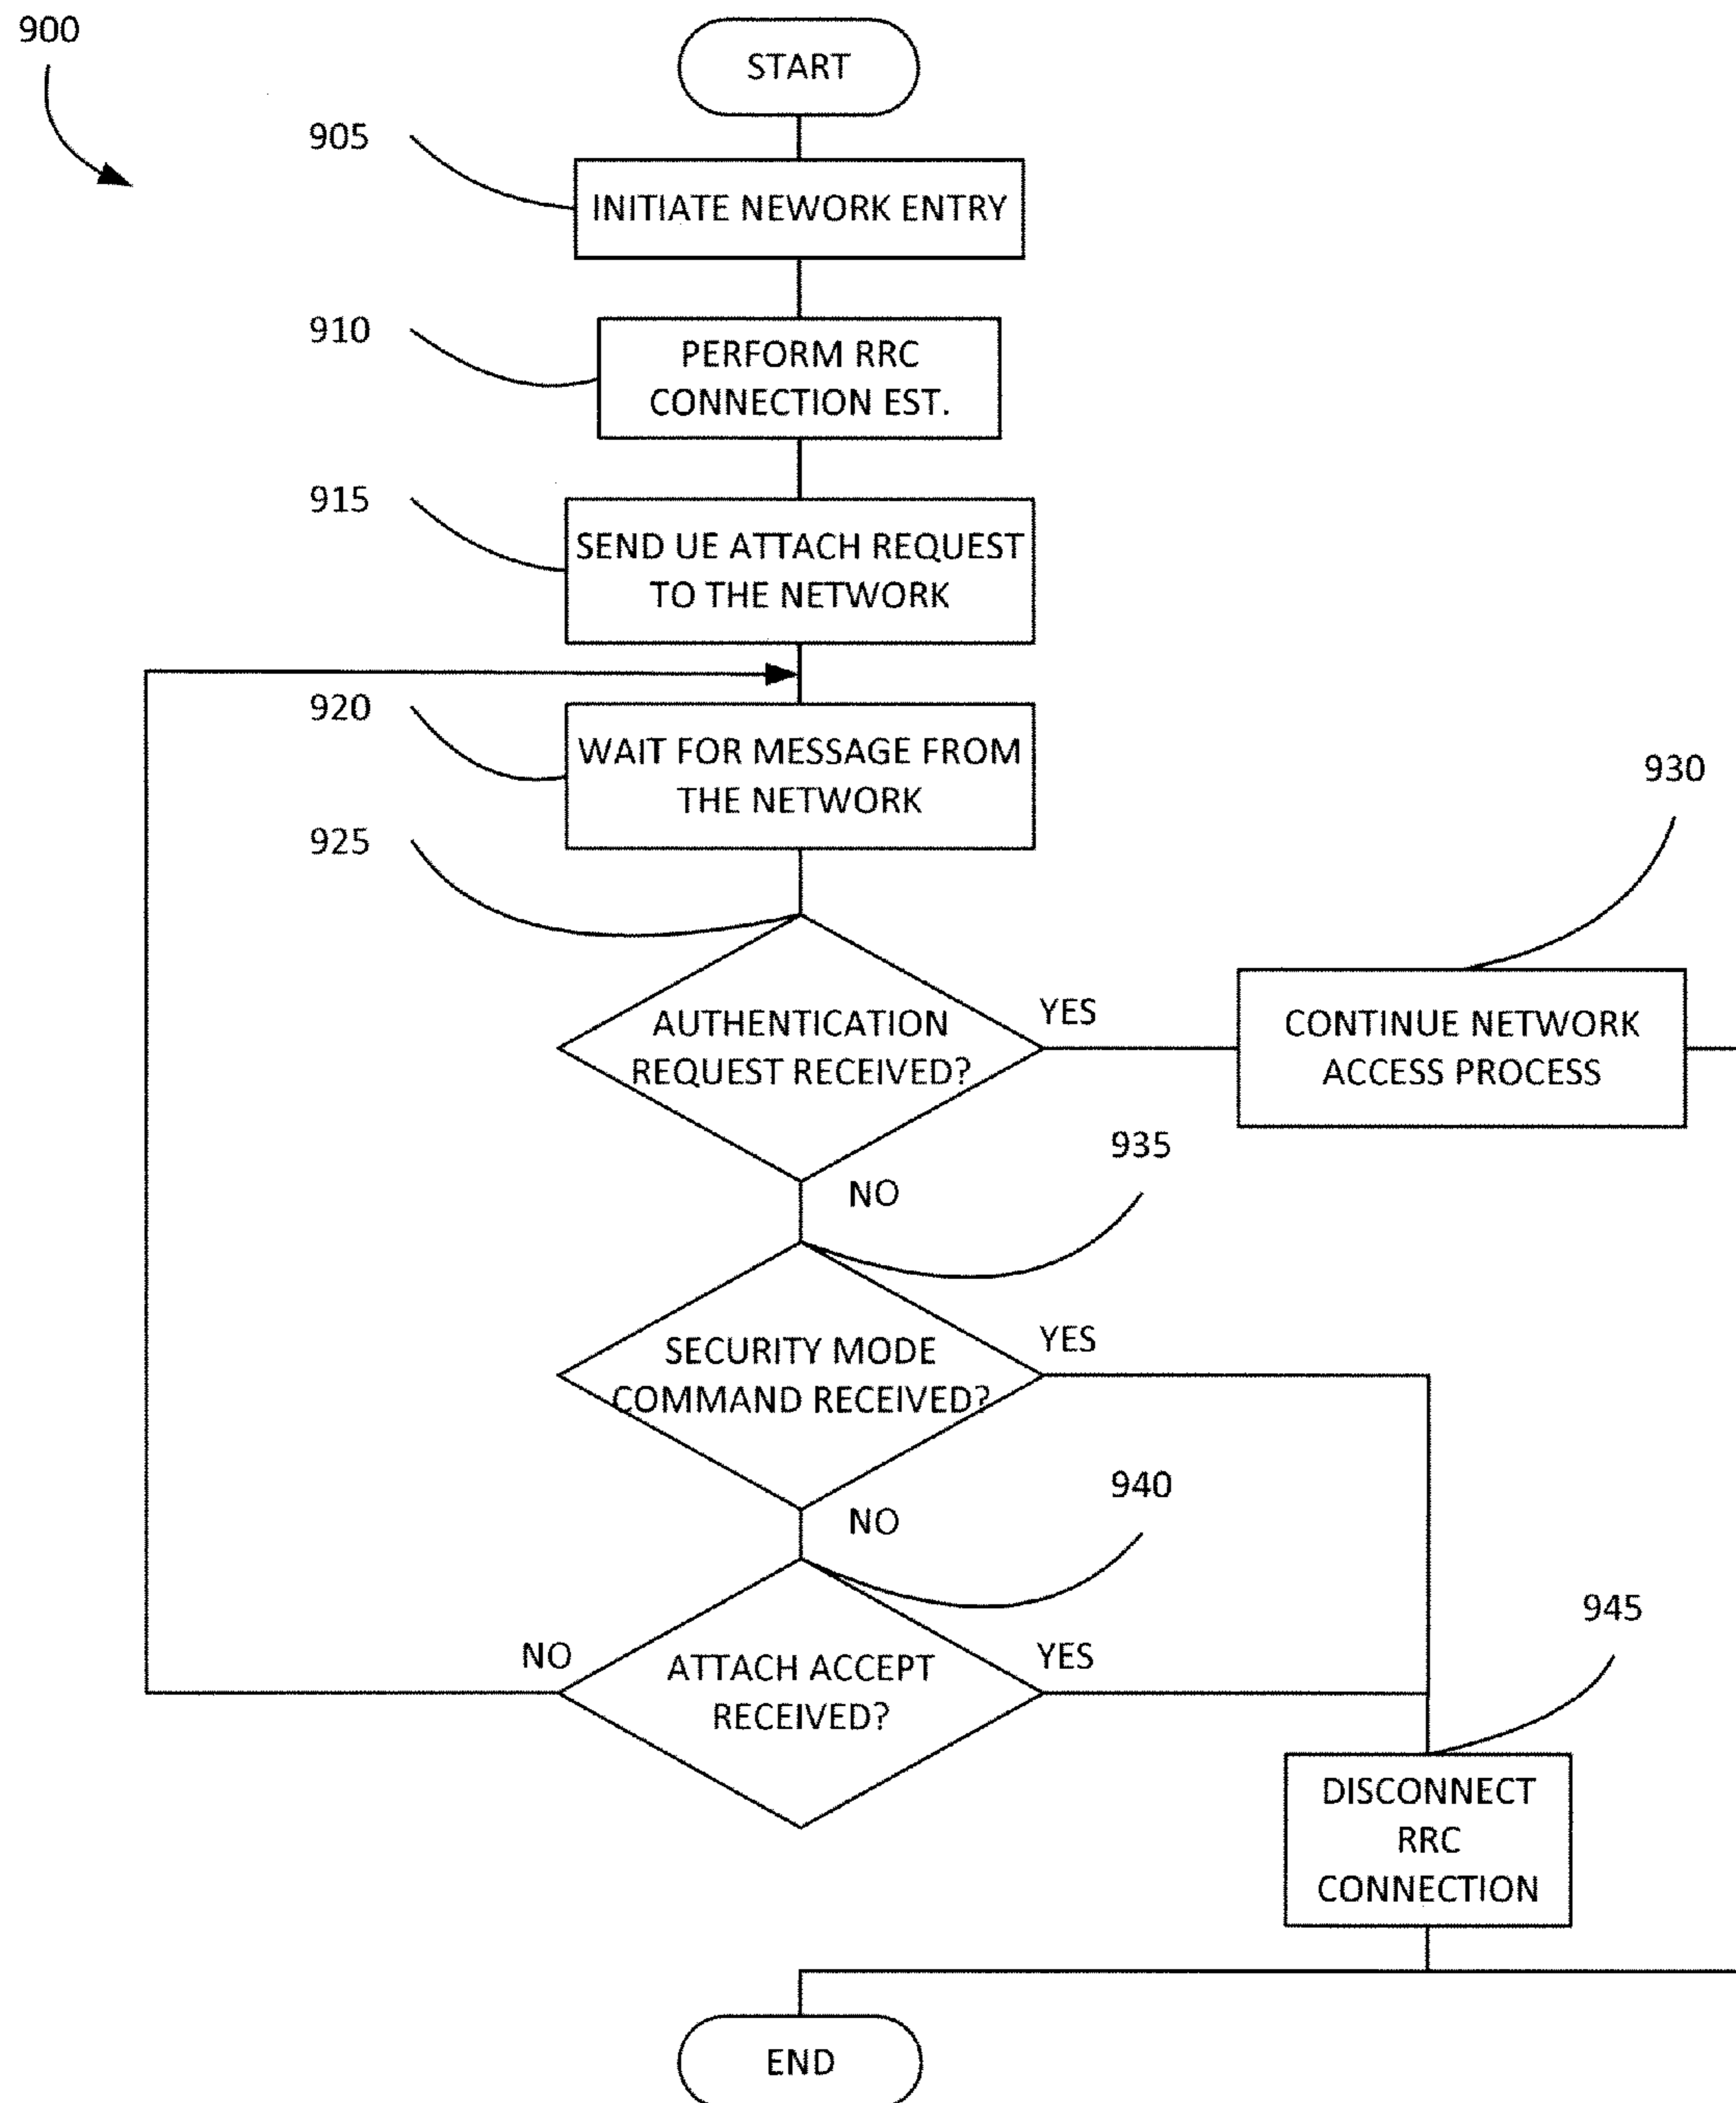 900
START
905
INITIATE NEWORK ENTRY
910
PERFORM RRC
CONNECTION EST.
915
SEND UE ATTACH REQUEST
TO THE NETWORK
920
WAIT FOR MESSAGE FROM
THE NETWORK
925
930
AUTHENTICATION
REQUEST RECEIVED?
YES
CONTINUE NETWORK
ACCESS PROCESS
NO
935
SECURITY MODE
COMMAND RECEIVED?
YES
NO
940
ATTACH ACCEPT
RECEIVED?
NO
YES
945
DISCONNECT
RRC
CONNECTION
END